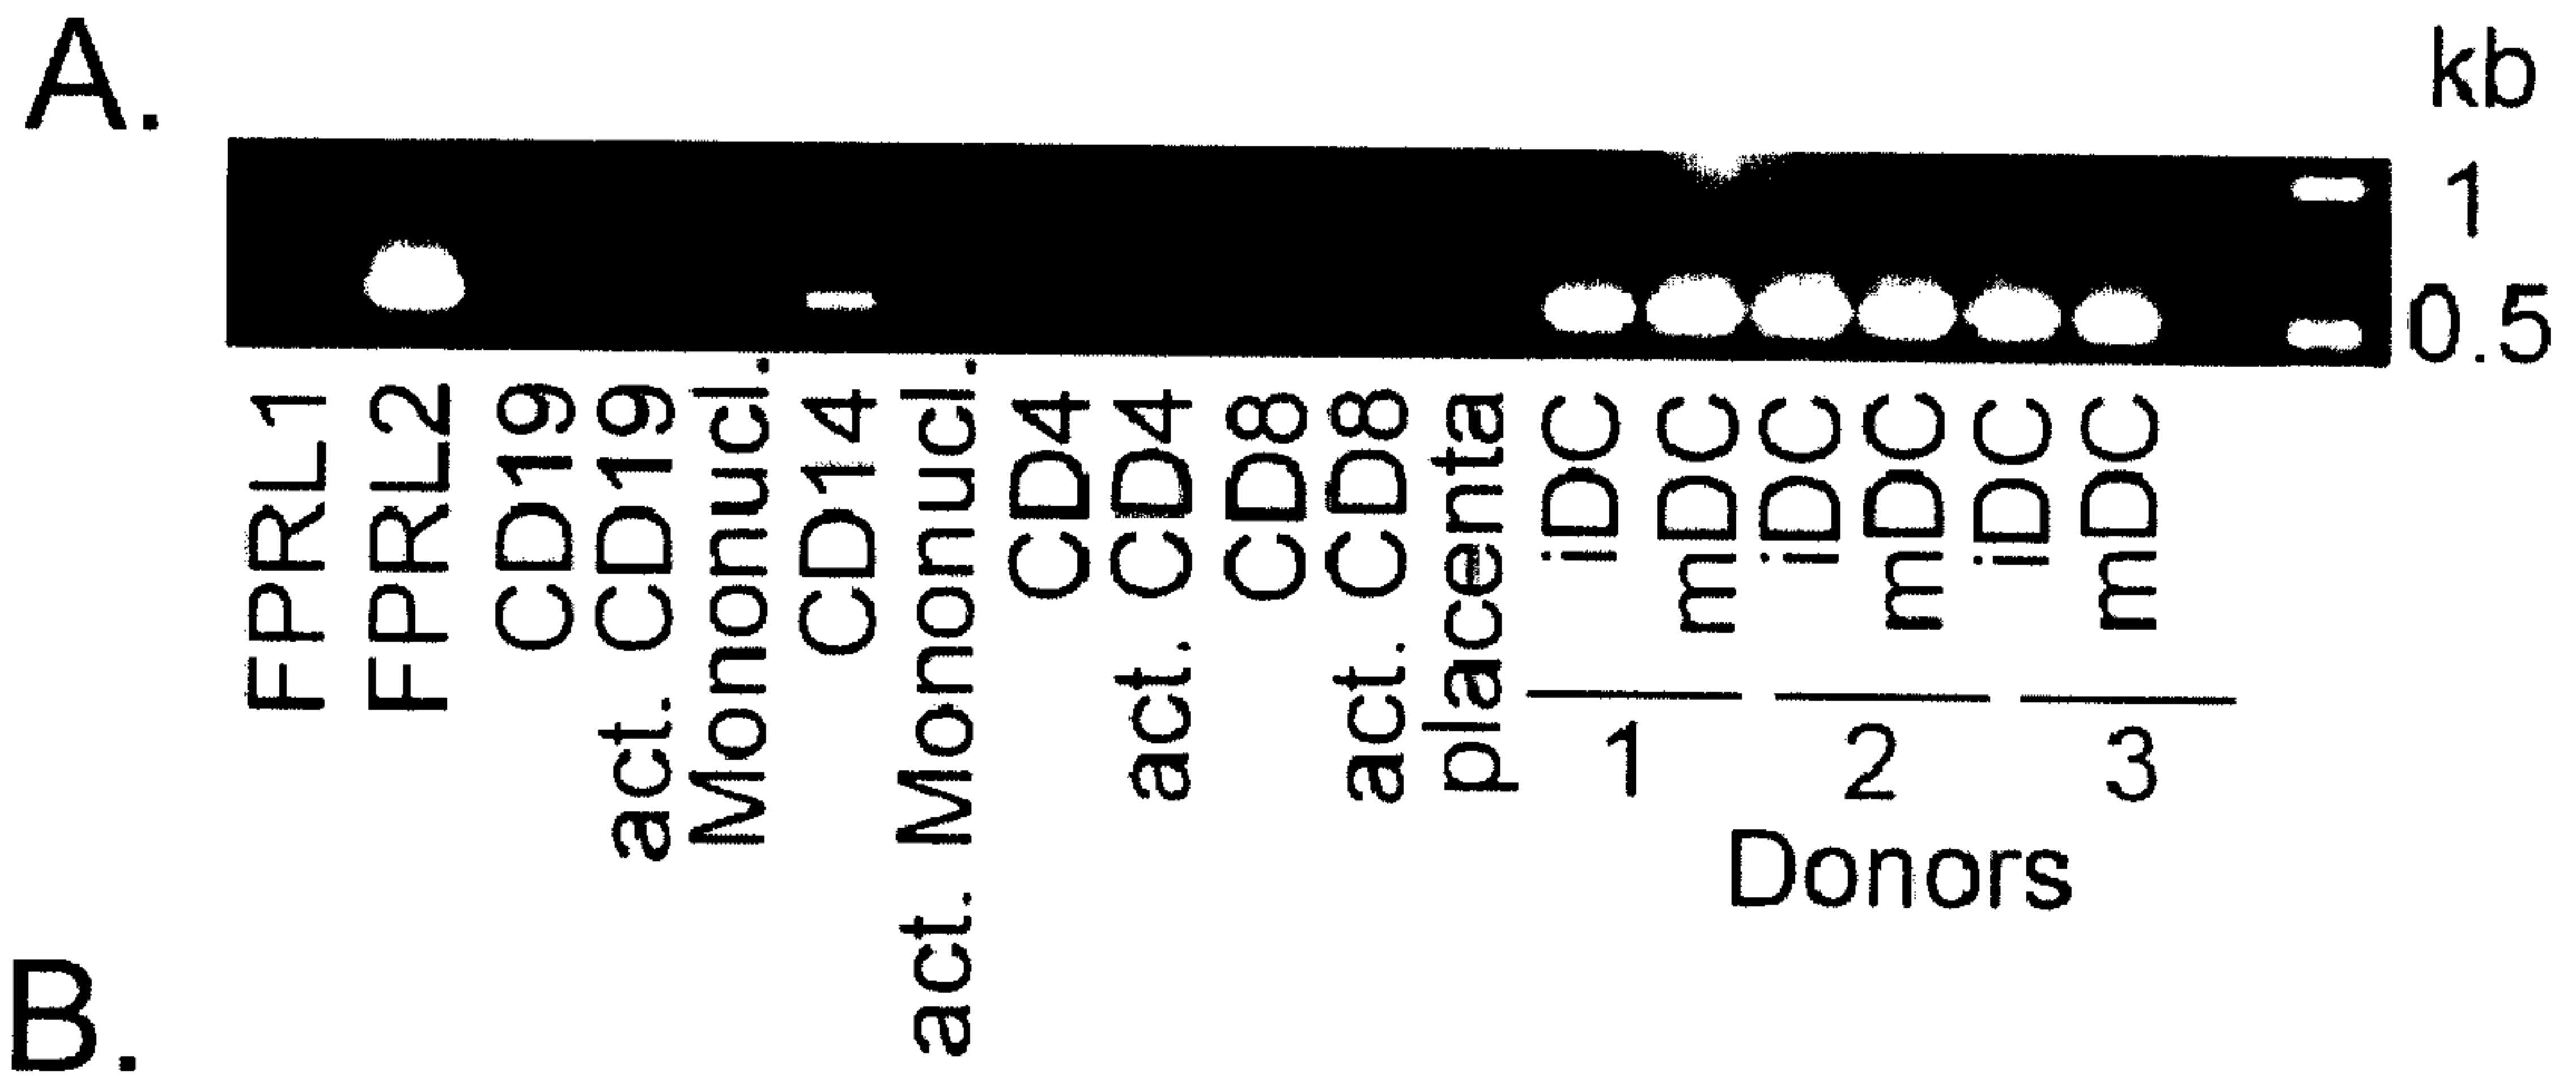 A.
kb
1
0.5
FPRL1
FPRL2
CD19
act. CD19
Mononucl.
CD14
act. Mononucl.
CD4
act. CD4
CD8
act. CD8
placenta
iDC
mDC
iDC
mDC
iDC
mDC
1
2
3
Donors
B.